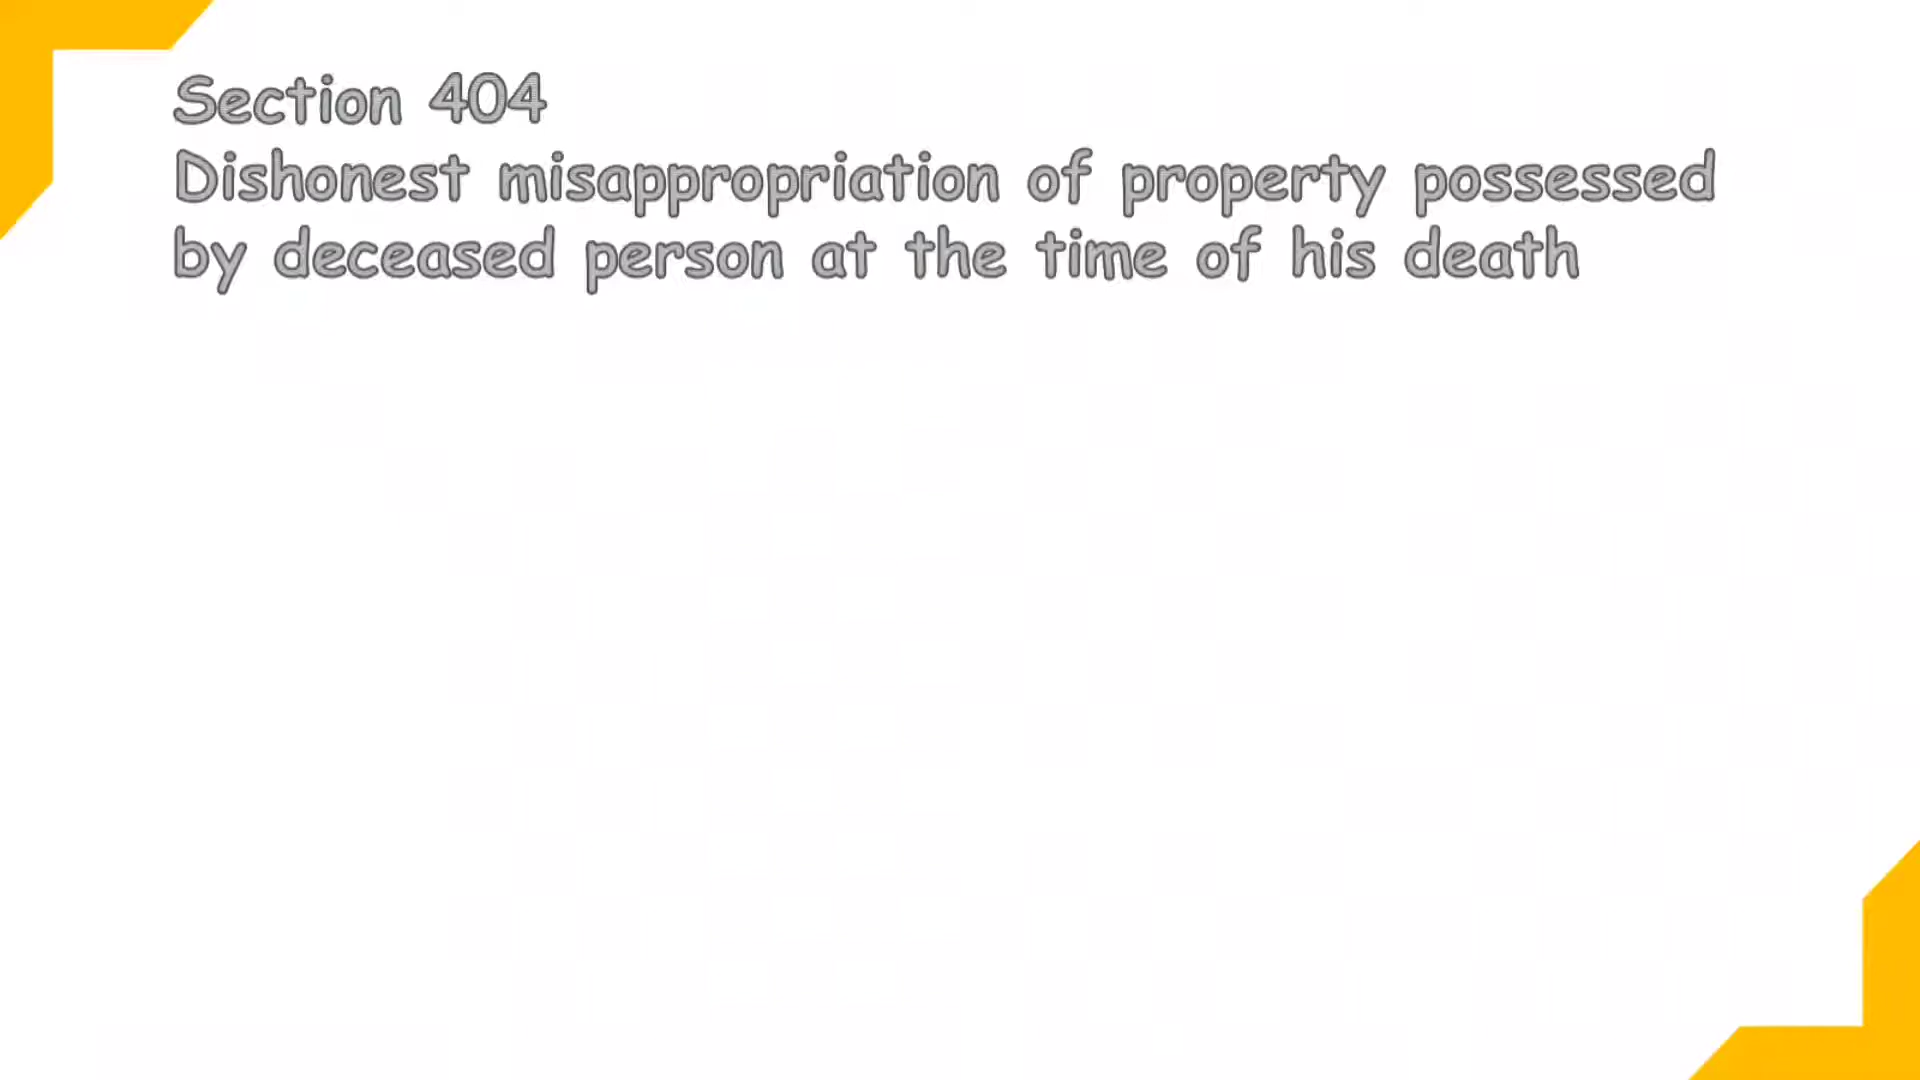 Section 404
Dishonest misappropriation of property possessed
by deceased person at the time of his death